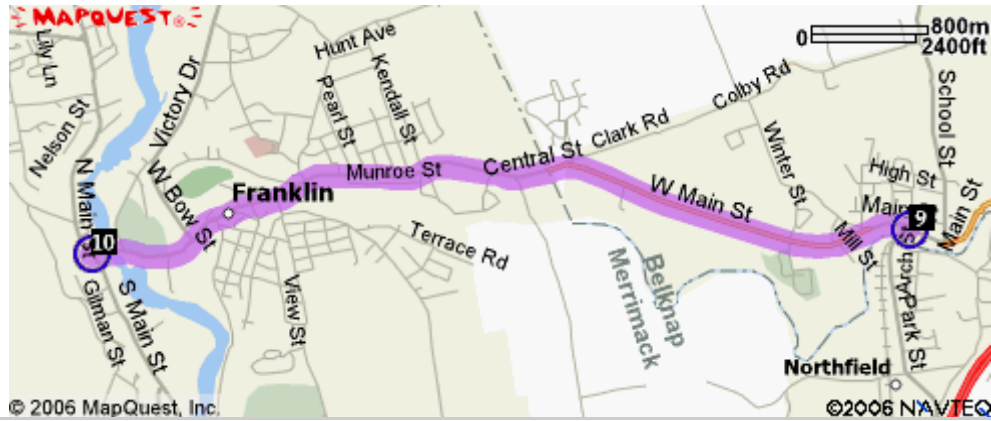 MAPQUEST
0
800m
2400ft
Lily Ln
Nelson St
N Main St
Victory Dr
W Bow St
Hunt Ave
Pearl St
Kendall St
Munroe St
Central St
Clark Rd
Colby Rd
Winter St
School St
High St
W Main St
Mill St
Main St
Franklin
10
9
Gilman St
S Main St
View St
Terrace Rd
Belknap
Merrimack
Arch
Park St
Northfield
© 2006 MapQuest, Inc.
©2006 NAVTEQ